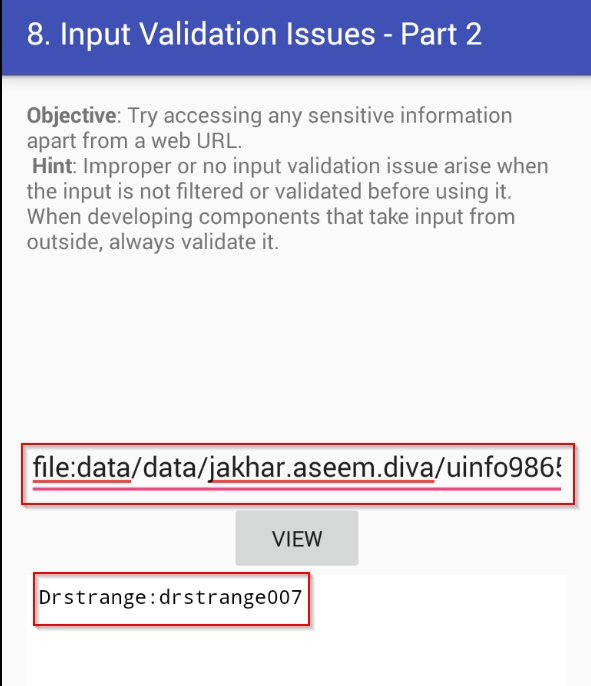 8. Input Validation Issues - Part 2
Objective: Try accessing any sensitive information
apart from a web URL.
Hint: Improper or no input validation issue arise when
the input is not filtered or validated before using it.
When developing components that take input from
outside, always validate it.
file:data/data/jakhar.aseem.diva/uinfo9865
VIEW
Drstrange:drstrange007